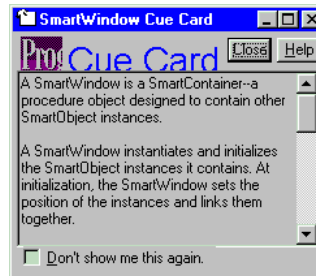 SmartWindow Cue Card
Prog Cue Card Close Help
A SmartWindow is a SmartContainer--a
procedure object designed to contain other
SmartObject instances.
A SmartWindow instantiates and initializes
the SmartObject instances it contains. At
initialization, the SmartWindow sets the
position of the instances and links them
together.
Don't show me this again.